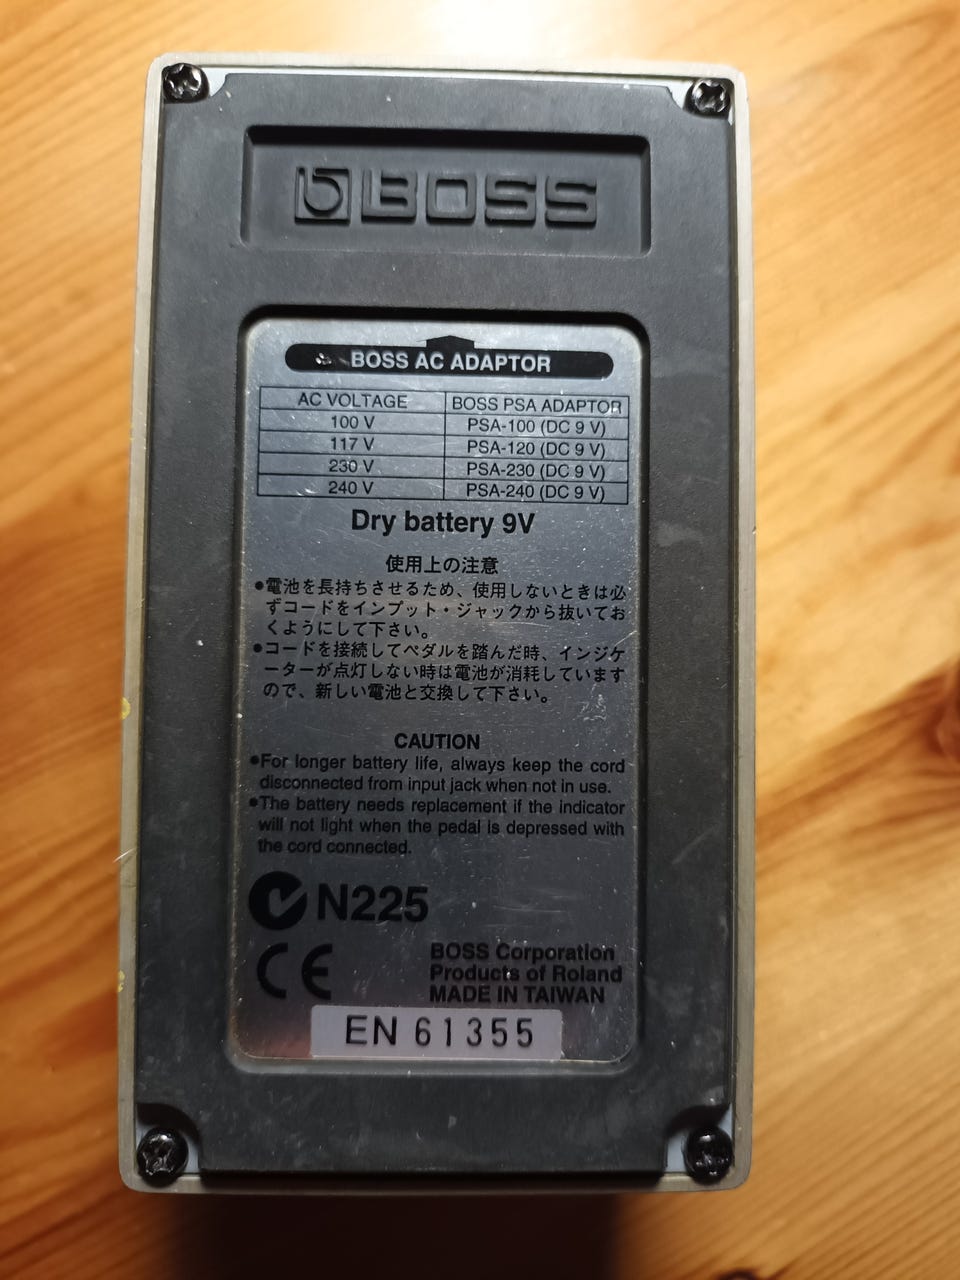 BOSS
BOSS AC ADAPTOR
AC VOLTAGE BOSS PSA ADAPTOR
100 V PSA-100 (DC 9 V)
117 V PSA-120 (DC 9 V)
230 V PSA-230 (DC 9 V)
240 V PSA-240 (DC 9 V)
Dry battery 9V
使用上の注意
●電池を長持ちさせるため、使用しないときは必
ずコードをインプット・ジャックから抜いてお
くようにして下さい。
●コードを接続してペダルを踏んだ時、インジケ
ーターが点灯しない時は電池が消耗しています
ので、新しい電池と交換して下さい。
CAUTION
●For longer battery life, always keep the cord
disconnected from input jack when not in use.
●The battery needs replacement if the indicator
will not light when the pedal is depressed with
the cord connected.
N225
CE
BOSS Corporation
Products of Roland
MADE IN TAIWAN
EN 61355